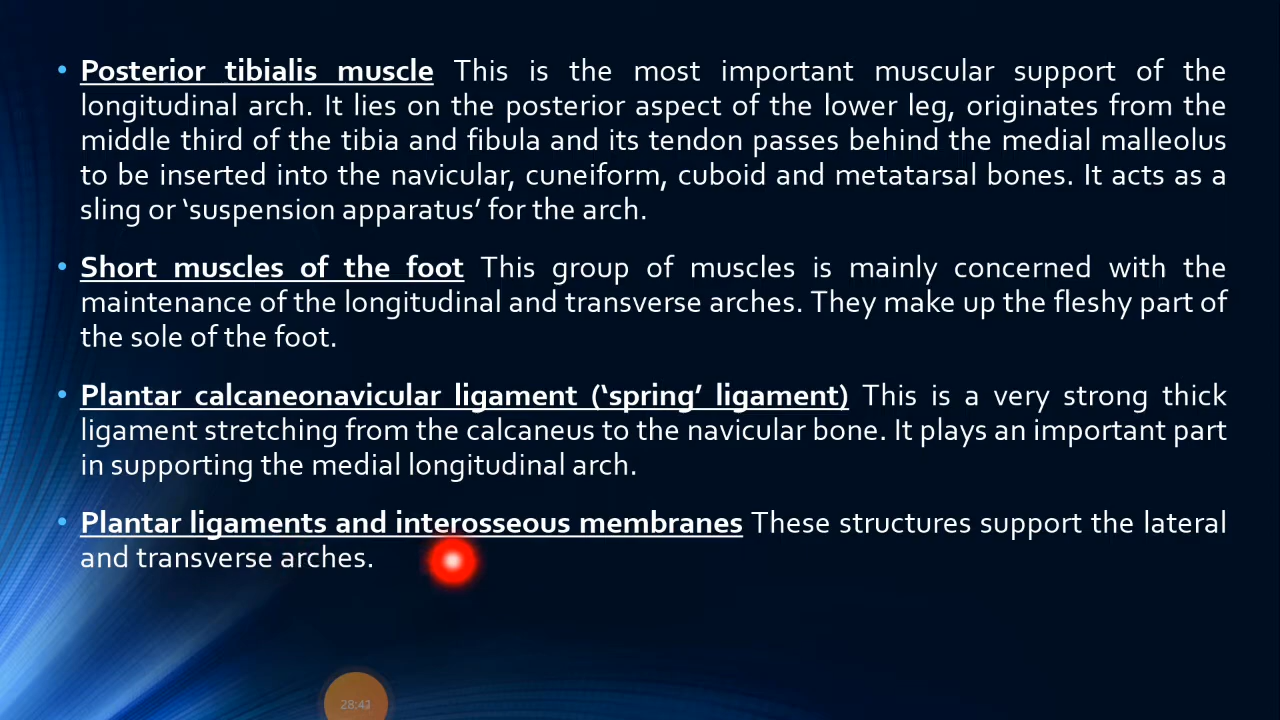 • Posterior tibialis muscle This is the most important muscular support of the
longitudinal arch. It lies on the posterior aspect of the lower leg, originates from the
middle third of the tibia and fibula and its tendon passes behind the medial malleolus
to be inserted into the navicular, cuneiform, cuboid and metatarsal bones. It acts as a
sling or ‘suspension apparatus’ for the arch.
• Short muscles of the foot This group of muscles is mainly concerned with the
maintenance of the longitudinal and transverse arches. They make up the fleshy part of
the sole of the foot.
• Plantar calcaneonavicular ligament (‘spring’ ligament) This is a very strong thick
ligament stretching from the calcaneus to the navicular bone. It plays an important part
in supporting the medial longitudinal arch.
• Plantar ligaments and interosseous membranes These structures support the lateral
and transverse arches.